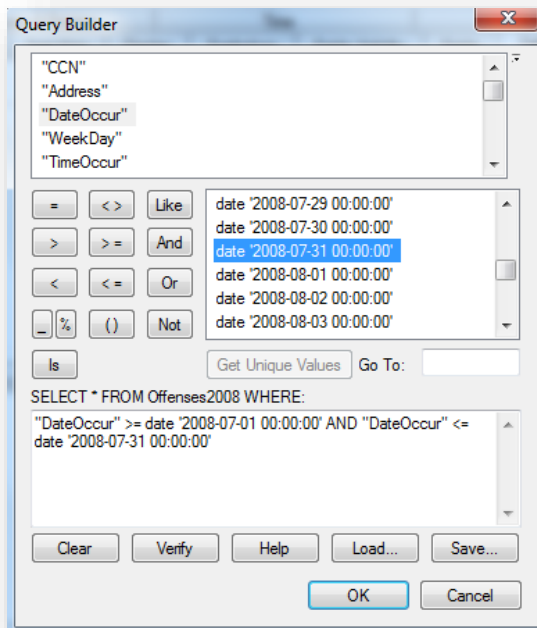 Query Builder
X
"CCN"
"Address"
"DateOccur"
"WeekDay"
"TimeOccur"
= < > Like
> > = And
< < = Or
_ % () Not
Is
date '2008-07-29 00:00:00'
date '2008-07-30 00:00:00'
date '2008-07-31 00:00:00'
date '2008-08-01 00:00:00'
date '2008-08-02 00:00:00'
date '2008-08-03 00:00:00'
Get Unique Values Go To:
SELECT * FROM Offenses2008 WHERE:
"DateOccur" >= date '2008-07-01 00:00:00' AND "DateOccur" <=
date '2008-07-31 00:00:00'
Clear Verify Help Load... Save...
OK Cancel